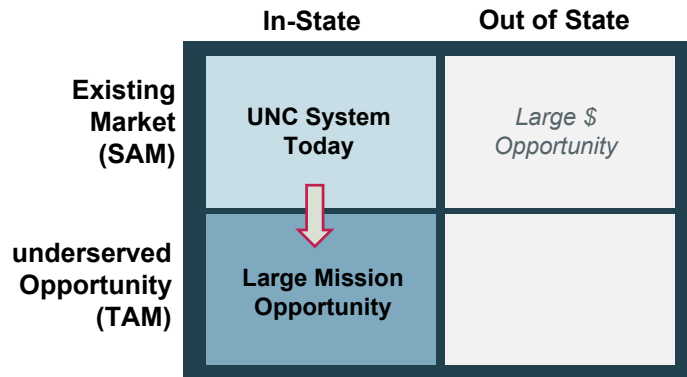 In-State
Out of State
Existing
Market
(SAM)
UNC System
Today
Large $
Opportunity
underserved
Opportunity
(TAM)
Large Mission
Opportunity